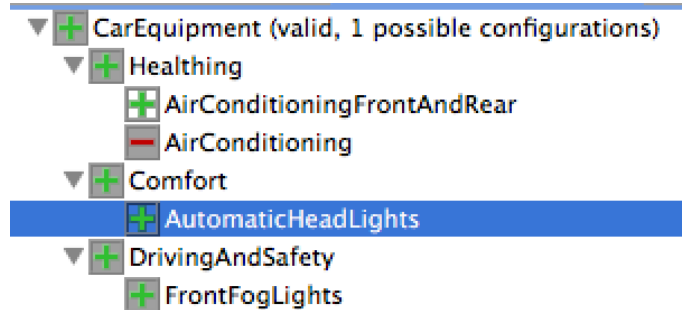 CarEquipment (valid, 1 possible configurations)
Healthing
AirConditioningFrontAndRear
AirConditioning
Comfort
AutomaticHeadLights
DrivingAndSafety
FrontFogLights